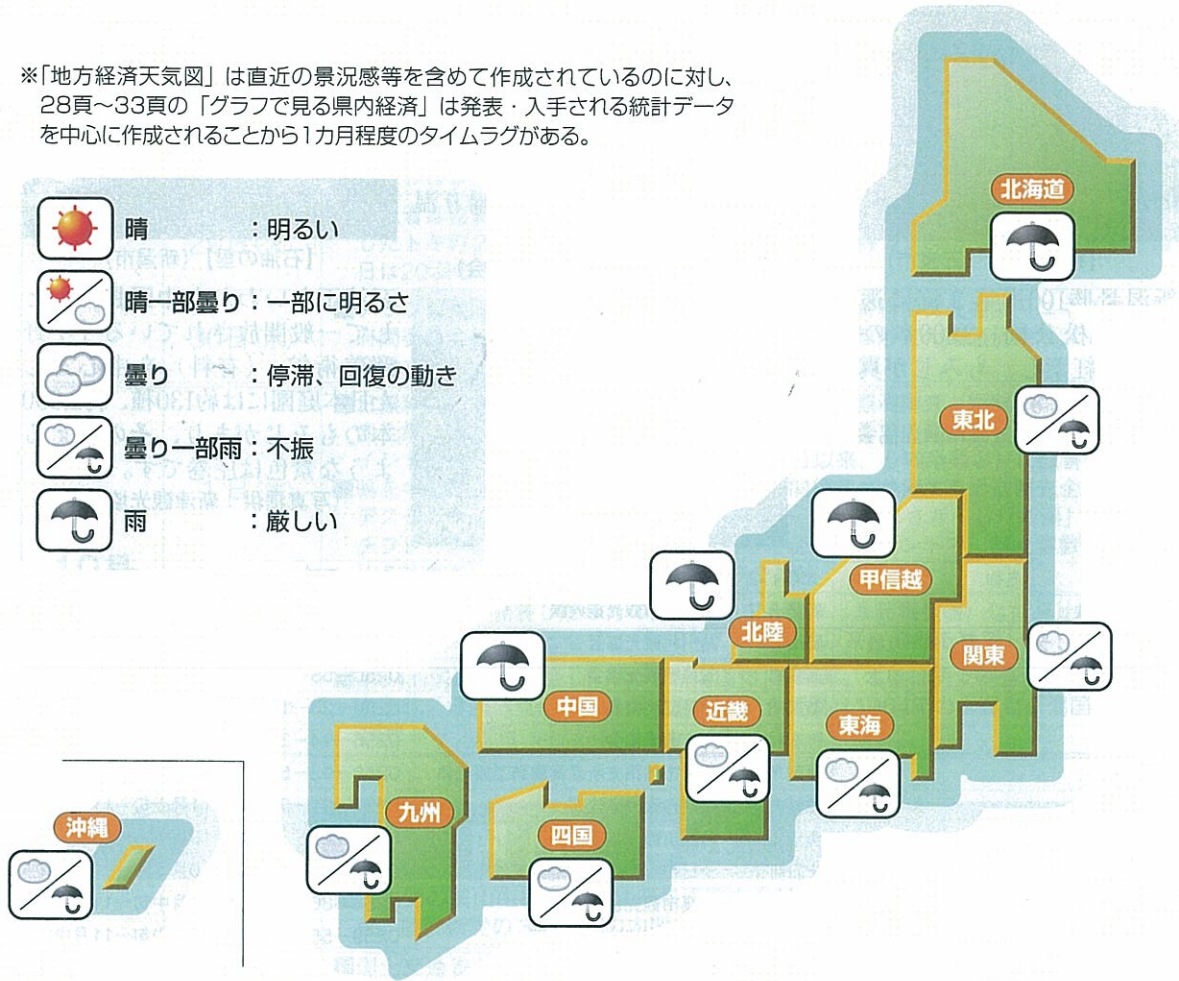 ※「地方経済天気図」は直近の景況感等を含めて作成されているのに対し、
28頁〜33頁の「グラフで見る県内経済」は発表・入手される統計データ
を中心に作成されることから1カ月程度のタイムラグがある。
晴　：明るい
晴一部曇り：一部に明るさ
曇り　：停滞、回復の動き
曇り一部雨：不振
雨　：厳しい
北海道
東北
甲信越
北陸
関東
中国
近畿
東海
九州
四国
沖縄